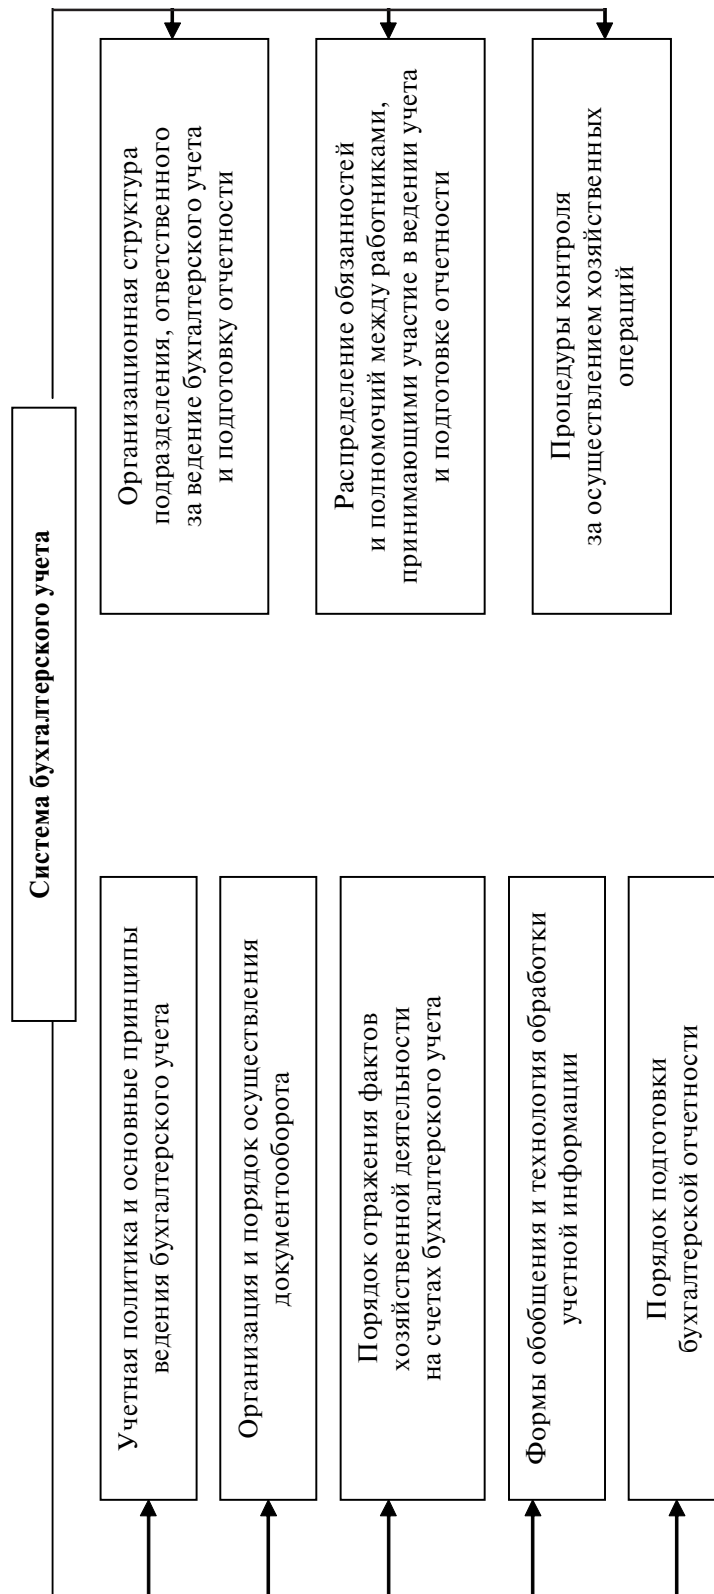 Система бухгалтерского учета
Учетная политика и основные принципы
ведения бухгалтерского учета
Организация и порядок осуществления
документооборота
Порядок отражения фактов
хозяйственной деятельности
на счетах бухгалтерского учета
Формы обобщения и технология обработки
учетной информации
Порядок подготовки
бухгалтерской отчетности
Организационная структура
подразделения, ответственного
за ведение бухгалтерского учета
и подготовку отчетности
Распределение обязанностей
и полномочий между работниками,
принимающими участие в ведении учета
и подготовке отчетности
Процедуры контроля
за осуществлением хозяйственных
операций